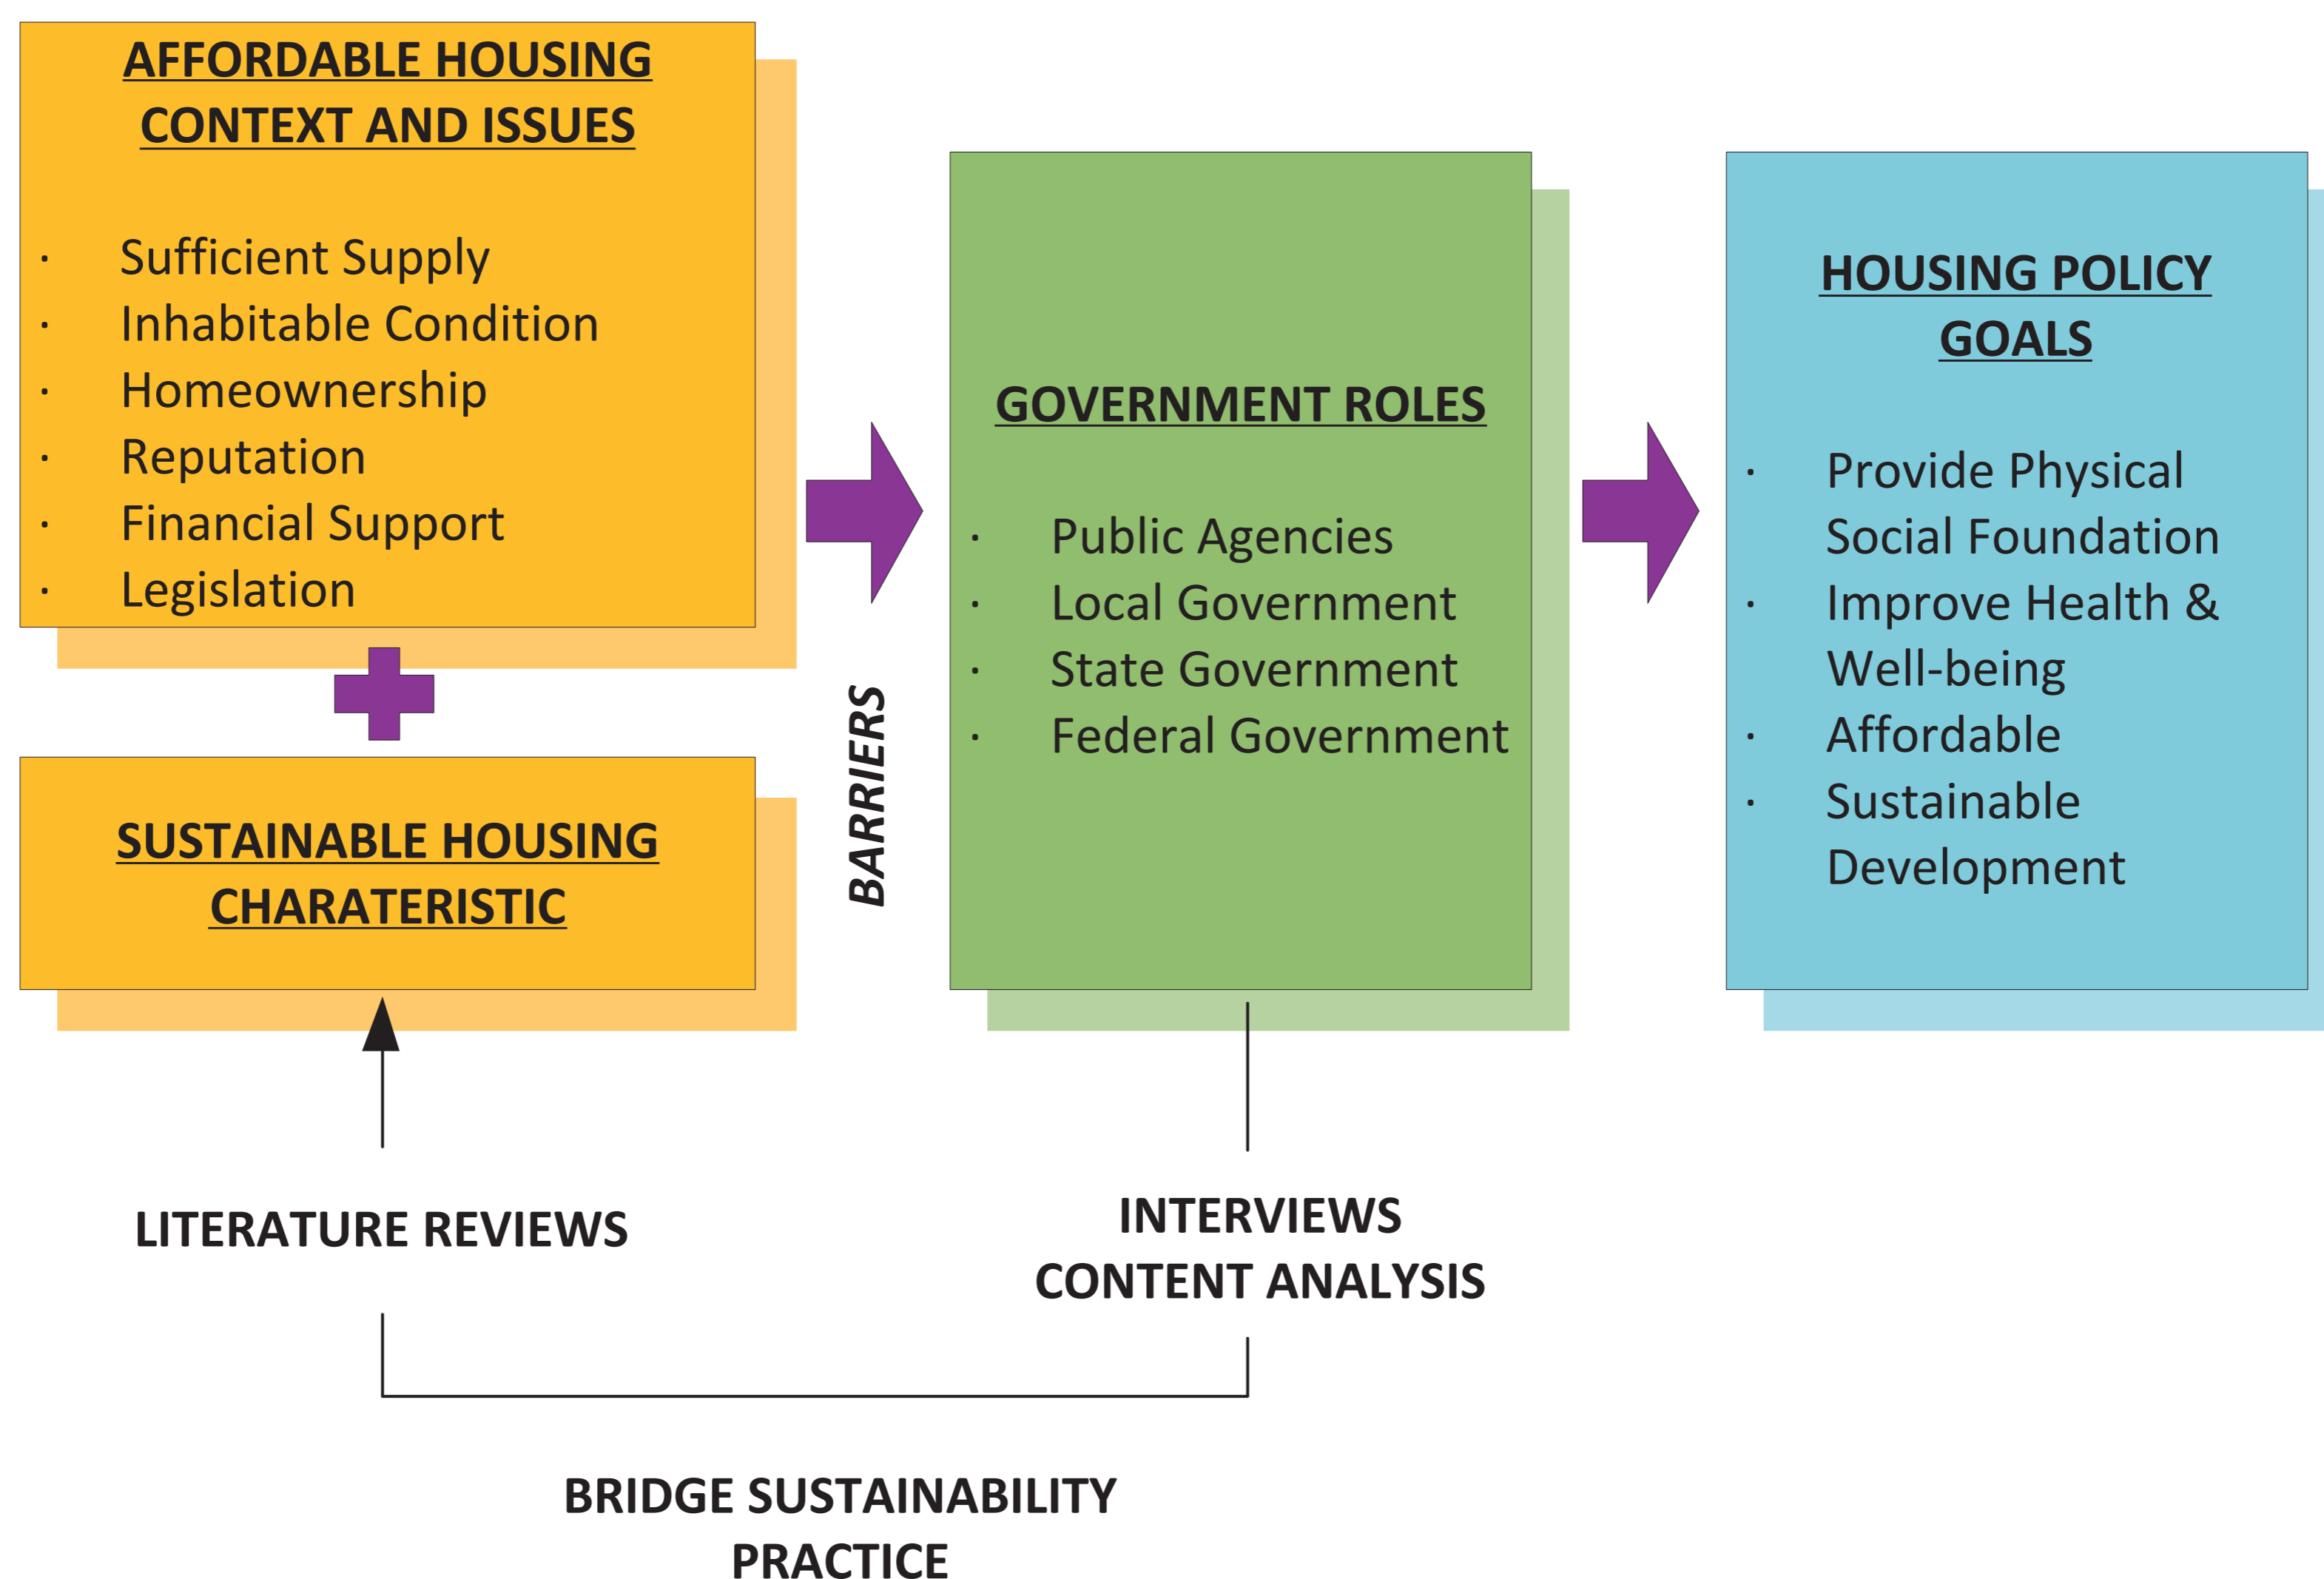 AFFORDABLE HOUSING
CONTEXT AND ISSUES
· Sufficient Supply
· Inhabitable Condition
· Homeownership
· Reputation
· Financial Support
· Legislation
SUSTAINABLE HOUSING
CHARATERISTIC
BARRIERS
GOVERNMENT ROLES
· Public Agencies
· Local Government
· State Government
· Federal Government
HOUSING POLICY
GOALS
· Provide Physical
Social Foundation
· Improve Health &
Well-being
· Affordable
· Sustainable
Development
LITERATURE REVIEWS
INTERVIEWS
CONTENT ANALYSIS
BRIDGE SUSTAINABILITY
PRACTICE